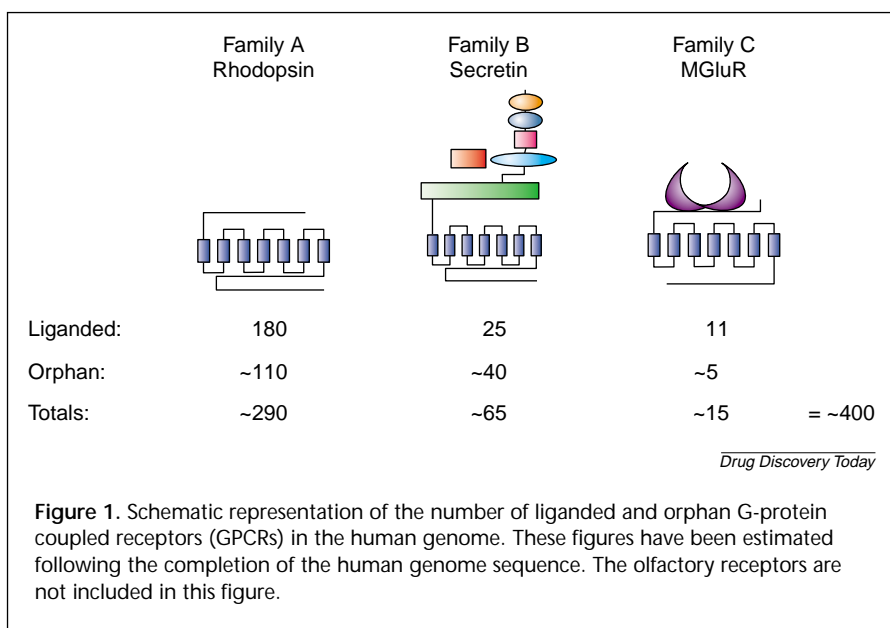 Family A Family B Family C
Rhodopsin Secretin MGluR
Liganded: 180 25 11
Orphan: ~110 ~40 ~5
Totals: ~290 ~65 ~15 = ~400
Drug Discovery Today
Figure 1. Schematic representation of the number of liganded and orphan G-protein
coupled receptors (GPCRs) in the human genome. These figures have been estimated
following the completion of the human genome sequence. The olfactory receptors are
not included in this figure.